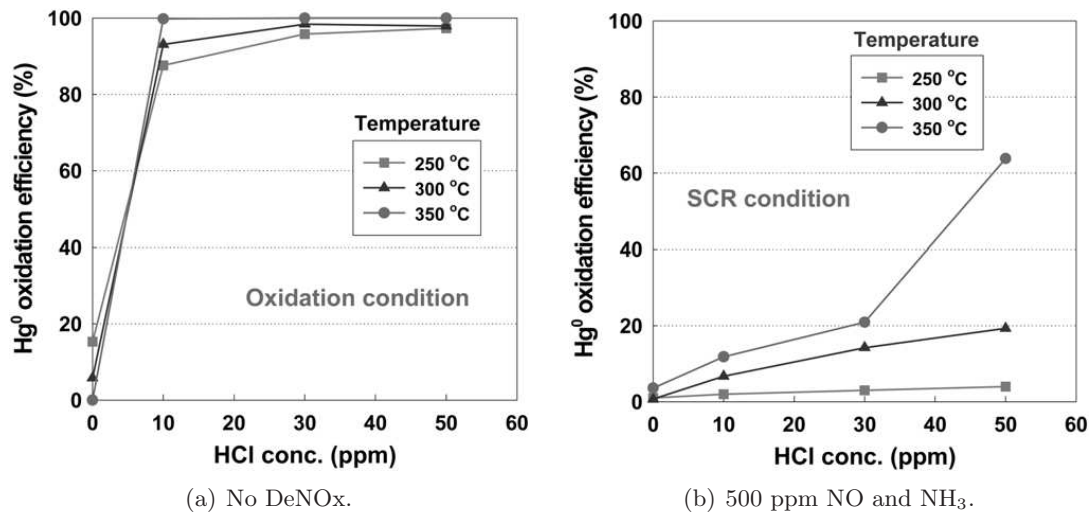 100
80
60
40
20
0
Hg⁰ oxidation efficiency (%)
Temperature
250 °C
300 °C
350 °C
Oxidation condition
0 10 20 30 40 50 60
HCl conc. (ppm)
(a) No DeNOx.
100
80
60
40
20
0
Hg⁰ oxidation efficiency (%)
Temperature
250 °C
300 °C
350 °C
SCR condition
0 10 20 30 40 50 60
HCl conc. (ppm)
(b) 500 ppm NO and NH₃.